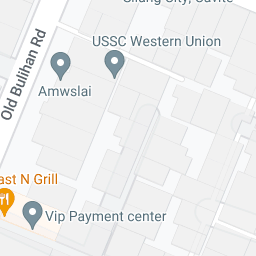 Silang City, Cavite
USSC Western Union
Amwslai
Old Bulihan Rd
ast N Grill
Vip Payment center